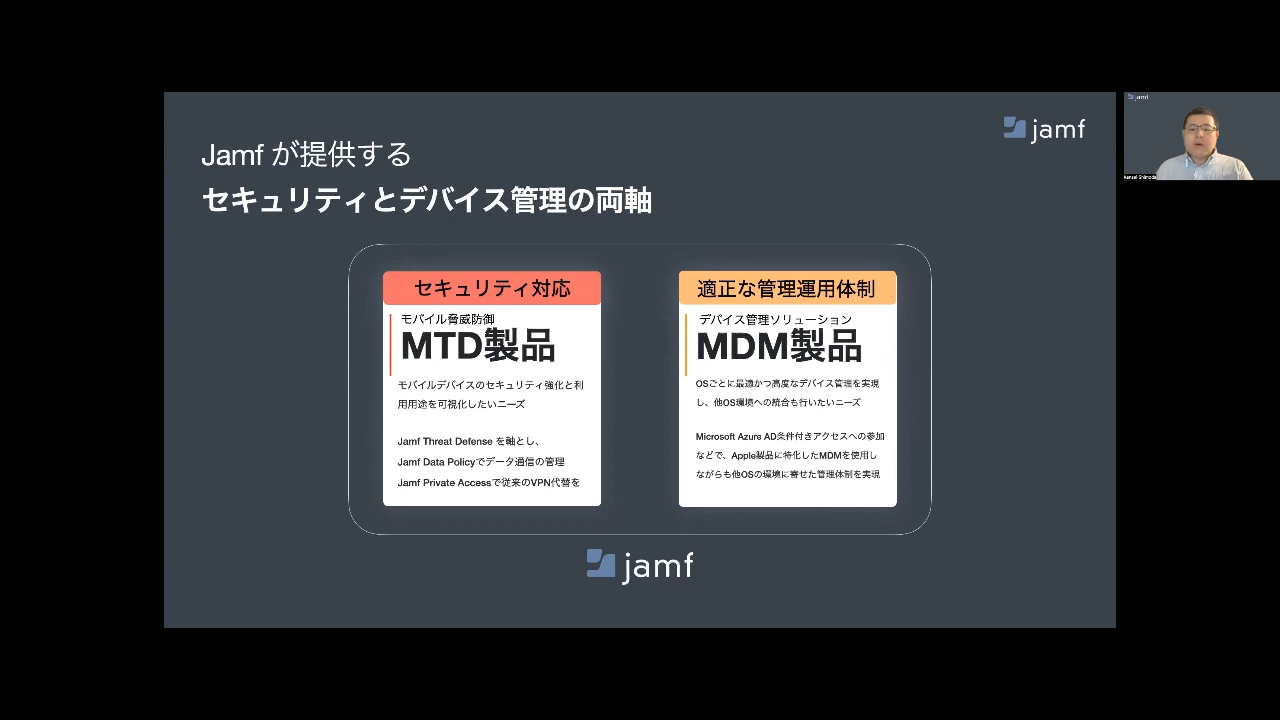 jamf
Jamf が提供する
セキュリティとデバイス管理の両軸
セキュリティ対応
モバイル脅威防御
MTD製品
モバイルデバイスのセキュリティ強化と利
用用途を可視化したいニーズ
Jamf Threat Defense を軸とし、
Jamf Data Policyでデータ通信の管理
Jamf Private Accessで従来のVPN代替を
適正な管理運用体制
デバイス管理ソリューション
MDM製品
OSごとに最適かつ高度なデバイス管理を実現
し、他OS環境への統合も行いたいニーズ
Microsoft Azure AD条件付きアクセスへの参加
などで、Apple製品に特化したMDMを使用し
ながらも他OSの環境に寄せた管理体制を実現
jamf
jamf
Kensei Shimoda